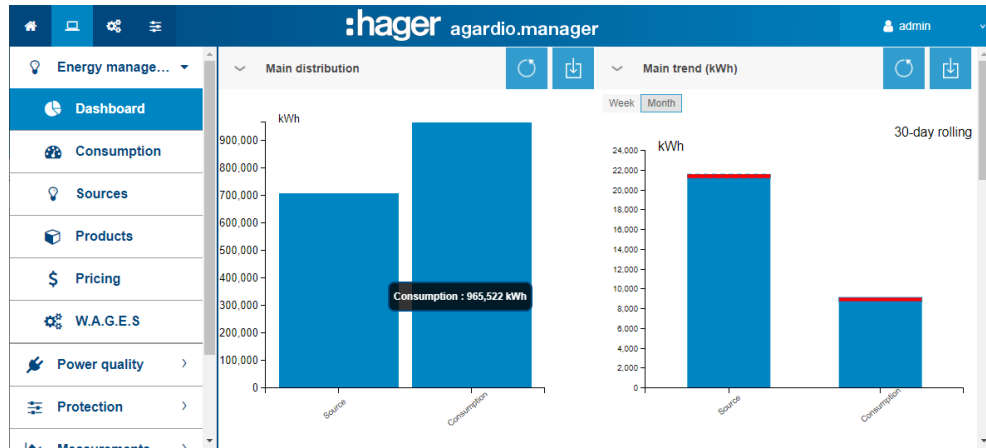 :hager agardio.manager
admin
Energy manage...
Dashboard
Consumption
Sources
Products
$ Pricing
W.A.G.E.S
Power quality
Protection
Measurements
Main distribution
kWh
900,000
800,000
700,000
600,000
500,000
400,000
300,000
200,000
100,000
0
Consumption : 965,522 kWh
Source
Consumption
Main trend (kWh)
Week Month
30-day rolling
kWh
24,000
22,000
20,000
18,000
16,000
14,000
12,000
10,000
8,000
6,000
4,000
2,000
0
Source
Consumption